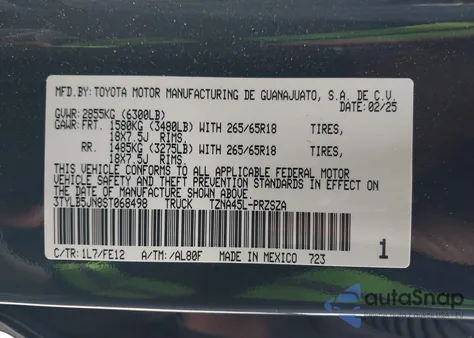 MFD.BY:TOYOTA MOTOR MANUFACTURING DE GUANAJUATO, S.A. DE C.V.
DATE:02/25
GVWR:2855KG (6300LB)
GAWR:FRT. 1580KG (3480LB) WITH 265/65R18 TIRES,
18X7.5J RIMS.
RR. 1485KG (3275LB) WITH 265/65R18 TIRES,
18X7.5J RIMS.
THIS VEHICLE CONFORMS TO ALL APPLICABLE FEDERAL MOTOR
VEHICLE SAFETY AND THEFT PREVENTION STANDARDS IN EFFECT ON
THE DATE OF MANUFACTURE SHOWN ABOVE.
3TYLB5JN8ST068498 TRUCK TZNA45L-PRZSZA
1
C/TR:1L7/FE12 A/TM:/AL80F MADE IN MEXICO 723
autoSnap